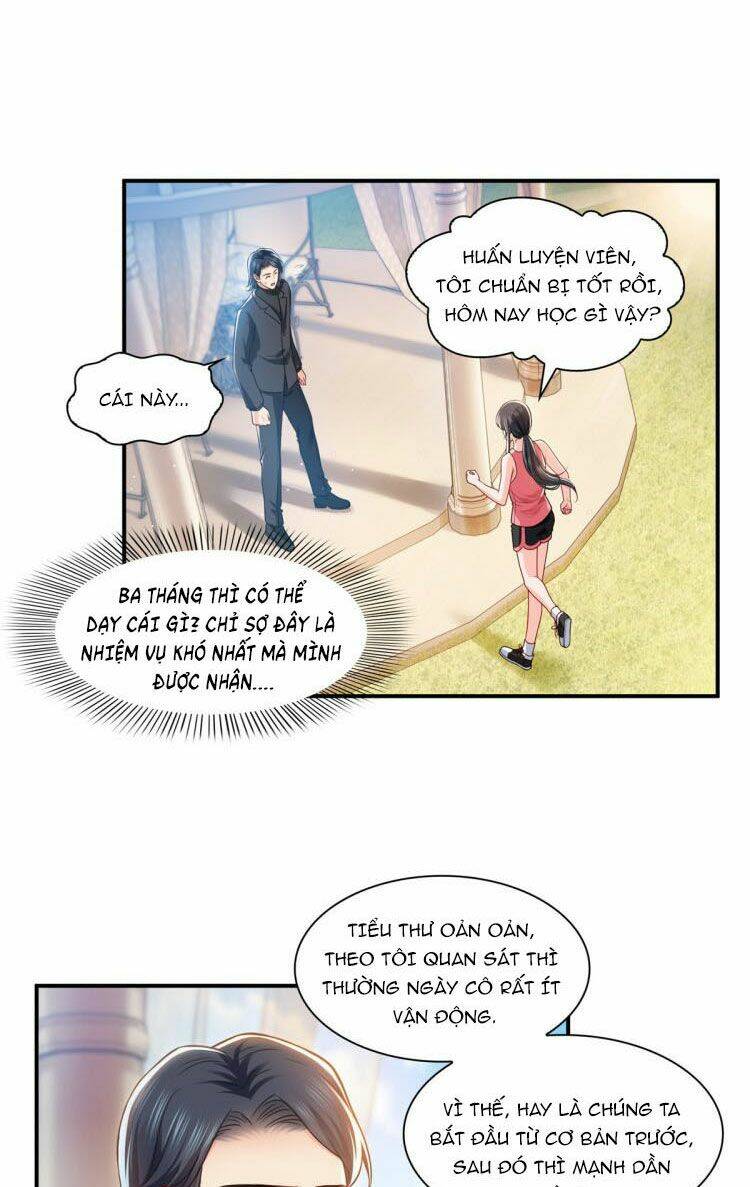 HUẤN LUYỆN VIÊN,
TÔI CHUẨN BỊ TỐT RỒI,
HÔM NAY HỌC GÌ VẬY?
CÁI NÀY...
BA THÁNG THÌ CÓ THỂ
DẠY CÁI GÌ? CHỈ SỢ ĐÂY LÀ
NHIỆM VỤ KHÓ NHẤT MÀ MÌNH
ĐƯỢC NHẬN....
TIỂU THƯ OẢN OẢN,
THEO TÔI QUAN SÁT THÌ
THƯỜNG NGÀY CÔ RẤT ÍT
VẬN ĐỘNG.
VÌ THẾ, HAY LÀ CHÚNG TA
BẮT ĐẦU TỪ CƠ BẢN TRƯỚC,
SAU ĐÓ THÌ MẠNH DẦN